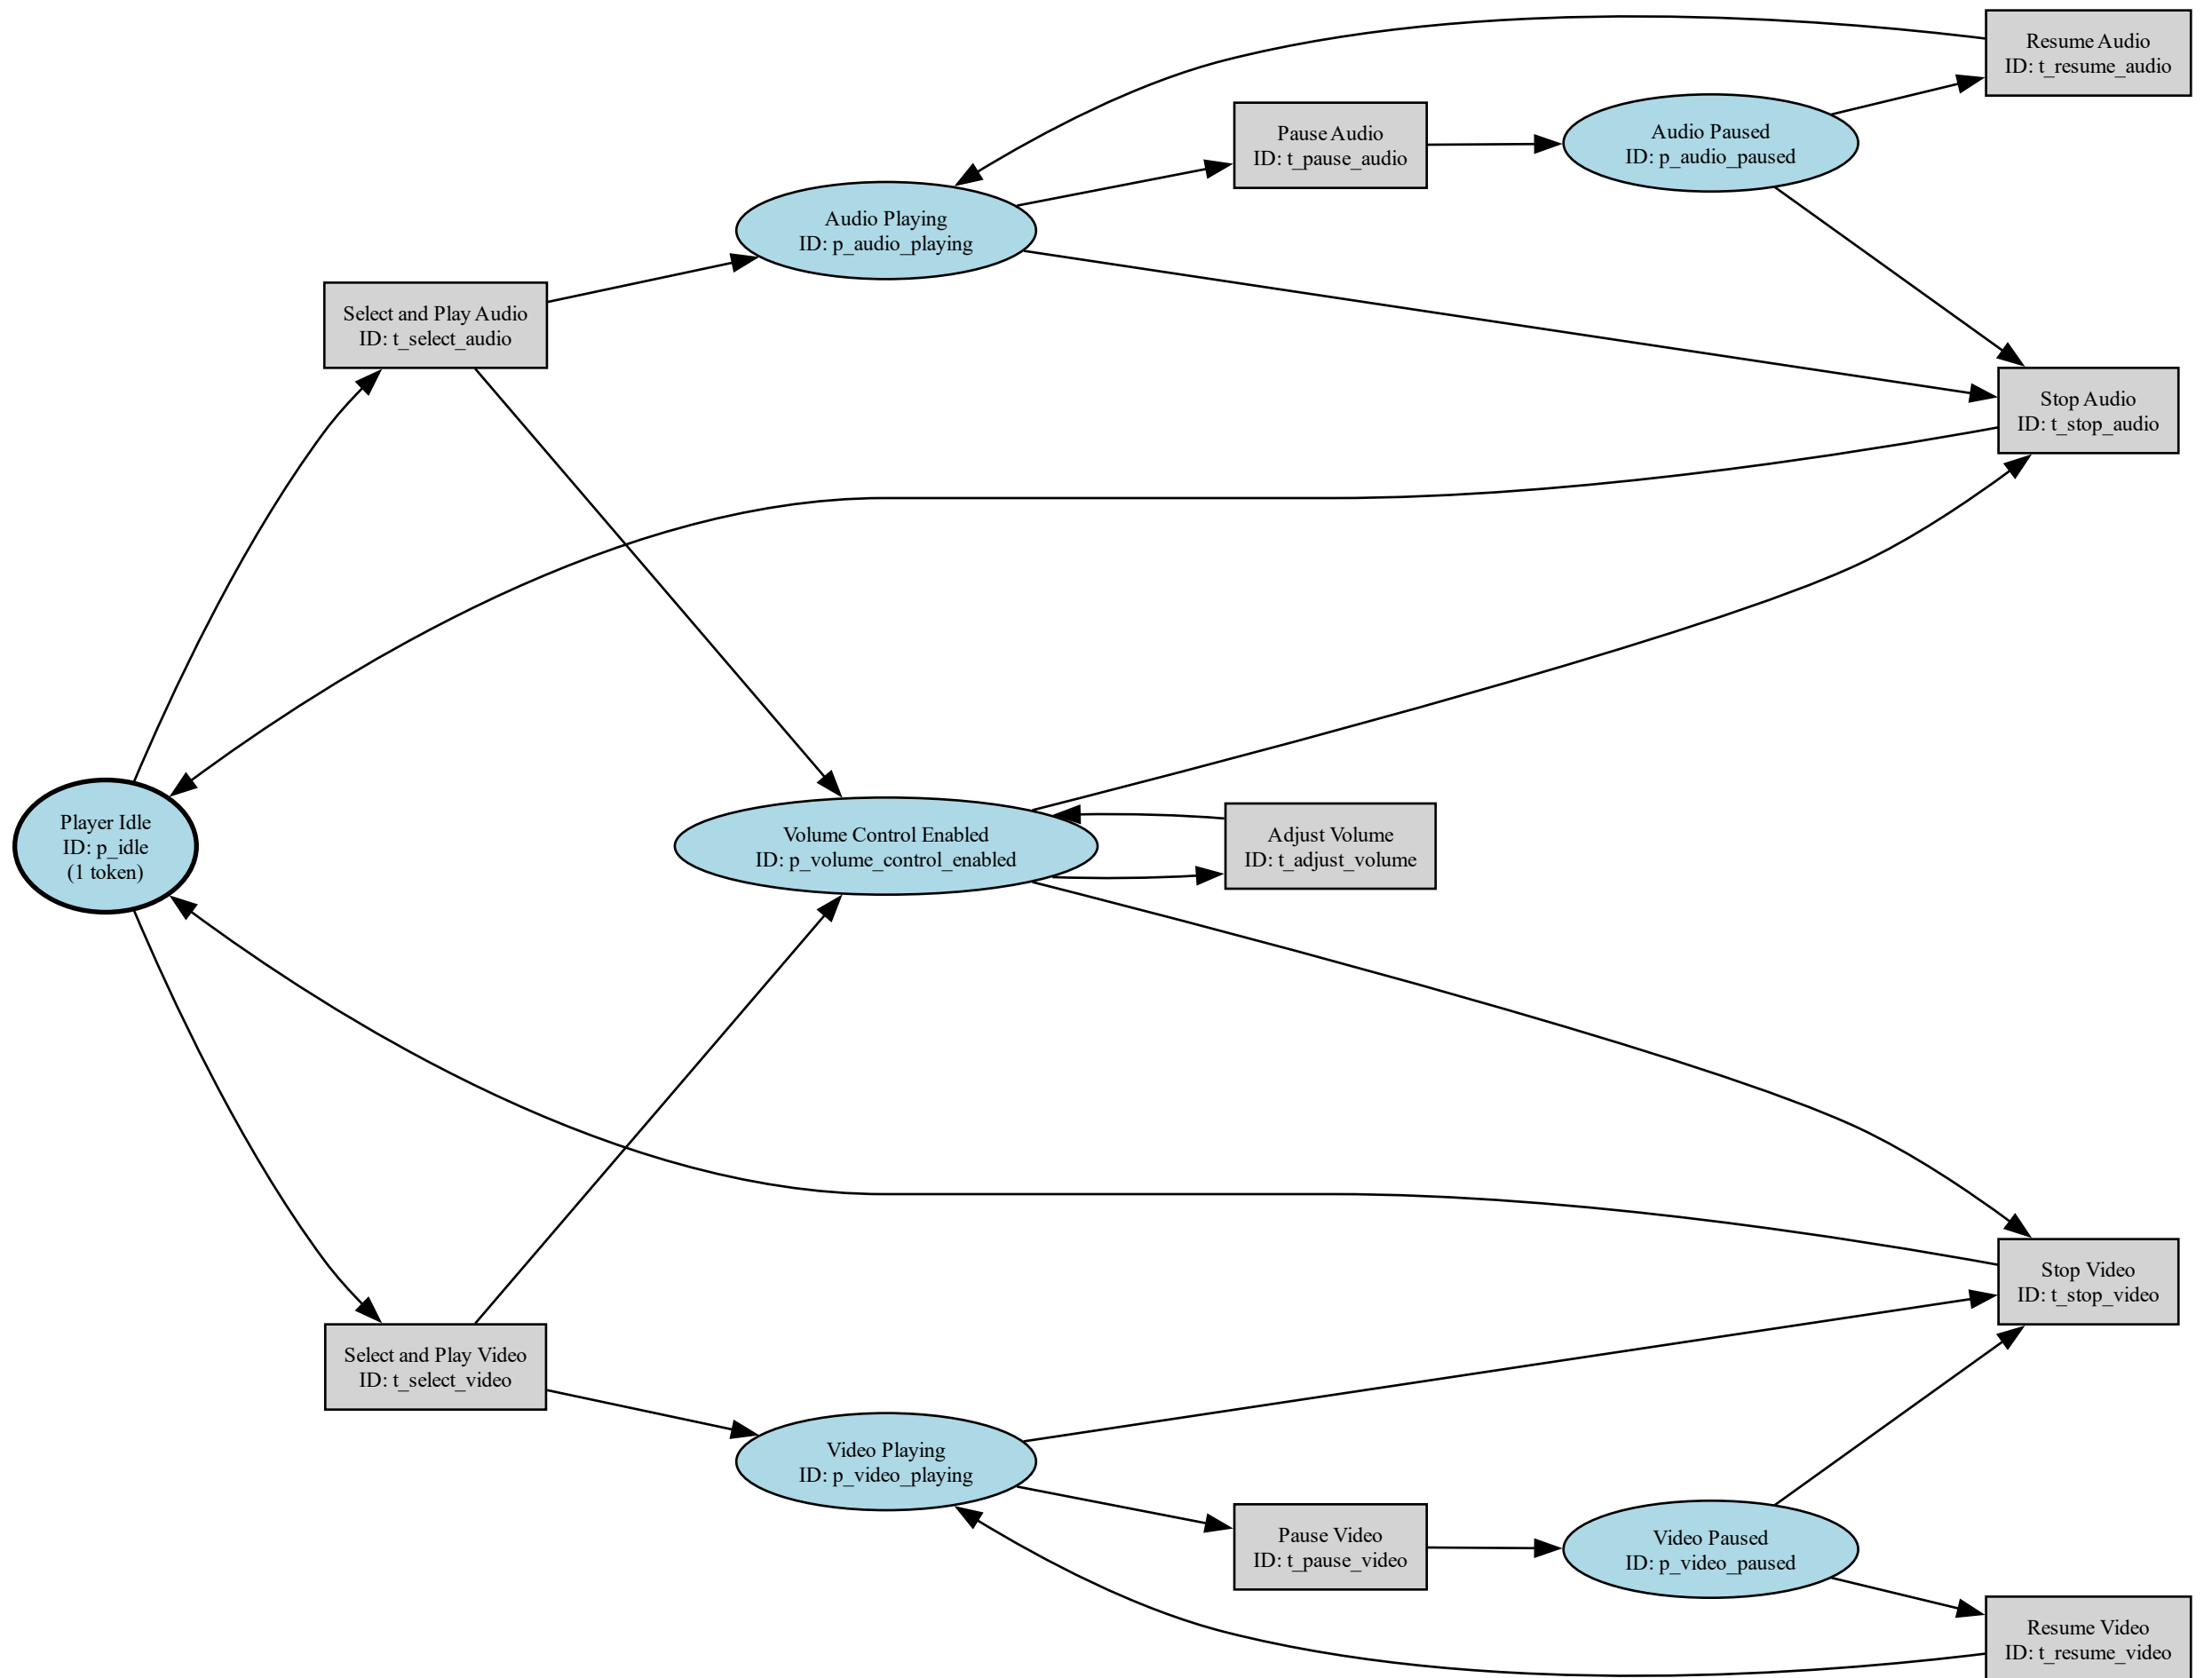 Resume Audio
ID: t_resume_audio
Pause Audio
ID: t_pause_audio
Audio Paused
ID: p_audio_paused
Audio Playing
ID: p_audio_playing
Select and Play Audio
ID: t_select_audio
Stop Audio
ID: t_stop_audio
Player Idle
ID: p_idle
(1 token)
Volume Control Enabled
ID: p_volume_control_enabled
Adjust Volume
ID: t_adjust_volume
Stop Video
ID: t_stop_video
Select and Play Video
ID: t_select_video
Video Playing
ID: p_video_playing
Pause Video
ID: t_pause_video
Video Paused
ID: p_video_paused
Resume Video
ID: t_resume_video